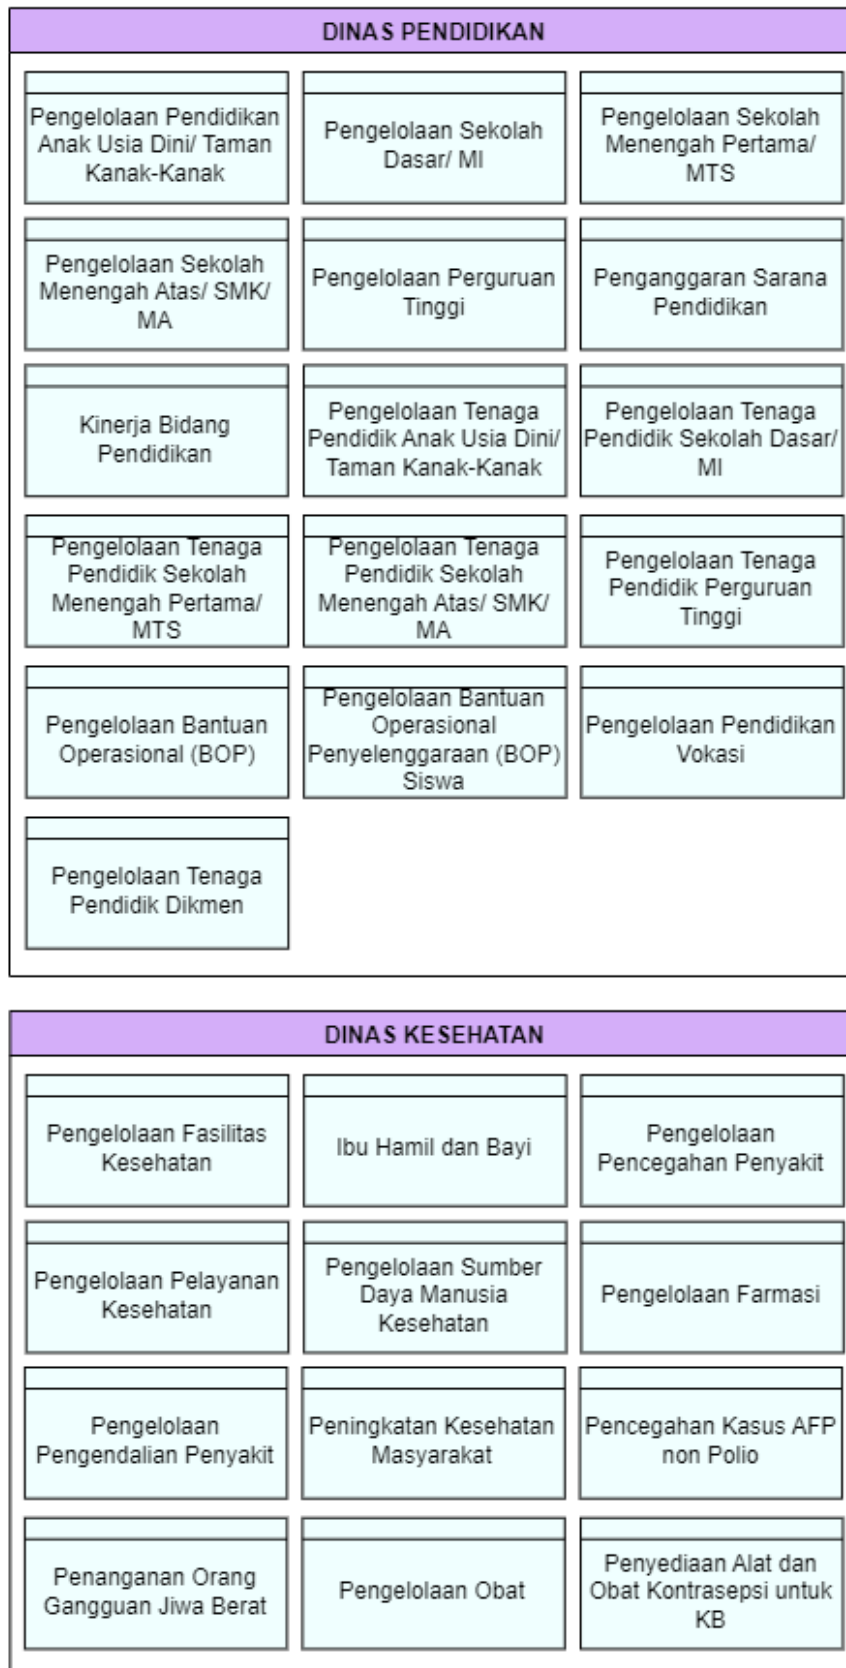 DINAS PENDIDIKAN
Pengelolaan Pendidikan
Anak Usia Dini/ Taman
Kanak-Kanak
Pengelolaan Sekolah
Dasar/ MI
Pengelolaan Sekolah
Menengah Pertama/
MTS
Pengelolaan Sekolah
Menengah Atas/ SMK/
MA
Pengelolaan Perguruan
Tinggi
Penganggaran Sarana
Pendidikan
Kinerja Bidang
Pendidikan
Pengelolaan Tenaga
Pendidik Anak Usia Dini/
Taman Kanak-Kanak
Pengelolaan Tenaga
Pendidik Sekolah Dasar/
MI
Pengelolaan Tenaga
Pendidik Sekolah
Menengah Pertama/
MTS
Pengelolaan Tenaga
Pendidik Sekolah
Menengah Atas/ SMK/
MA
Pengelolaan Tenaga
Pendidik Perguruan
Tinggi
Pengelolaan Bantuan
Operasional (BOP)
Pengelolaan Bantuan
Operasional
Penyelenggaraan (BOP)
Siswa
Pengelolaan Pendidikan
Vokasi
Pengelolaan Tenaga
Pendidik Dikmen
DINAS KESEHATAN
Pengelolaan Fasilitas
Kesehatan
Ibu Hamil dan Bayi
Pengelolaan
Pencegahan Penyakit
Pengelolaan Pelayanan
Kesehatan
Pengelolaan Sumber
Daya Manusia
Kesehatan
Pengelolaan Farmasi
Pengelolaan
Pengendalian Penyakit
Peningkatan Kesehatan
Masyarakat
Pencegahan Kasus AFP
non Polio
Penanganan Orang
Gangguan Jiwa Berat
Pengelolaan Obat
Penyediaan Alat dan
Obat Kontrasepsi untuk
KB